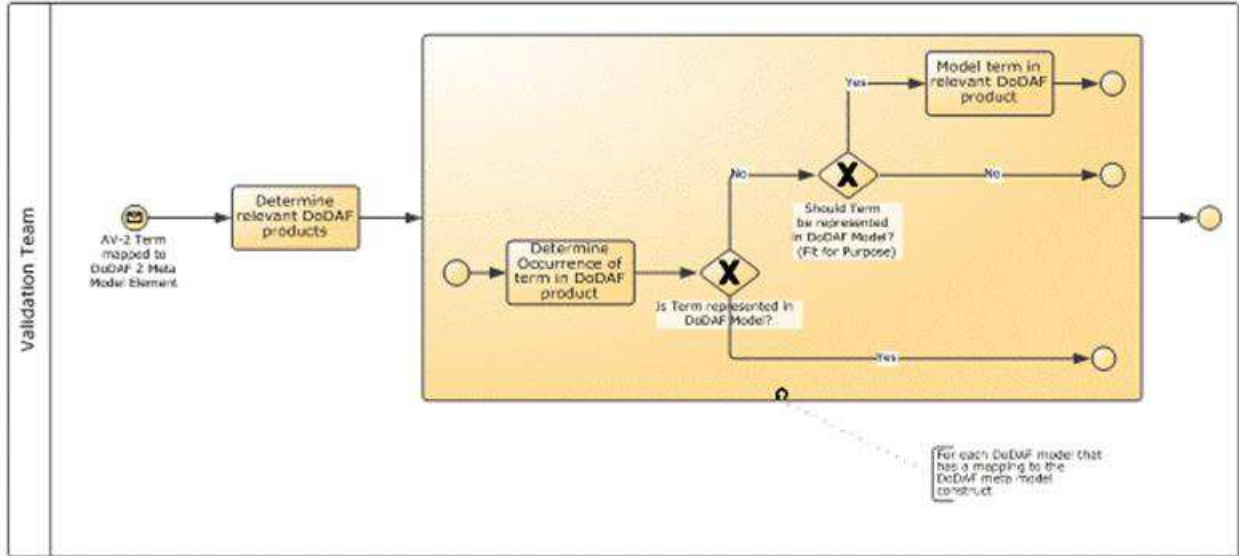 Validation Team
AV-2 Term
mapped to
DoDAF 2 Meta
Model Element
Determine
relevant DoDAF
products
Determine
Occurrence of
term in DoDAF
product
Is Term represented in
DoDAF Model?
No
Yes
Should Term
be represented
in DoDAF Model?
(Fit for Purpose)
Yes
No
Model term in
relevant DoDAF
product
For each DoDAF model that
has a mapping to the
DoDAF meta-model
construct